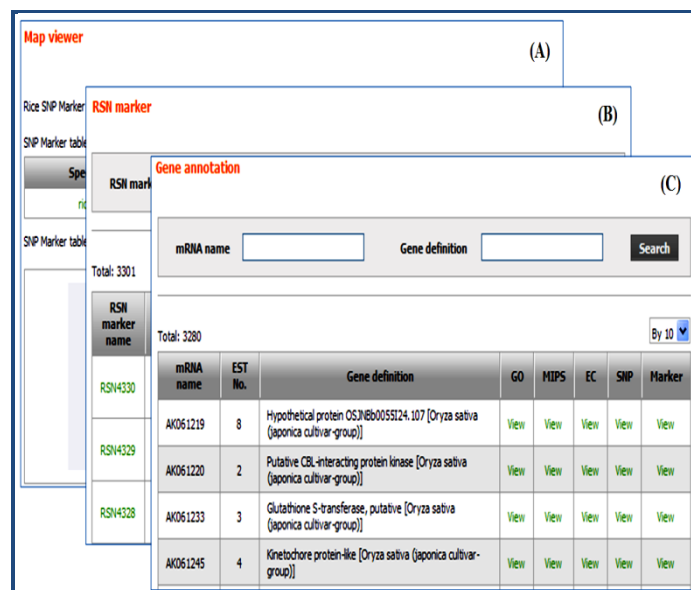 Map viewer
(A)
Rice SNP Marker
SNP Marker table
Spe
SNP Marker table
RSN marker
(B)
RSN mark
Total: 3301
RSN marker name
RSN4330
RSN4329
RSN4328
Gene annotation
(C)
mRNA name Gene definition Search
Total: 3280
By 10
mRNA name EST No. Gene definition GO MIPS EC SNP Marker
AK061219 8 Hypothetical protein OSJNBb0055I24.107 [Oryza sativa
(japonica cultivar-group)] View View View View View
AK061220 2 Putative CBL-interacting protein kinase [Oryza sativa
(japonica cultivar-group)] View View View View View
AK061233 3 Glutathione S-transferase, putative [Oryza sativa
(japonica cultivar-group)] View View View View View
AK061245 4 Kinetochore protein-like [Oryza sativa (japonica cultivar-
group)] View View View View View